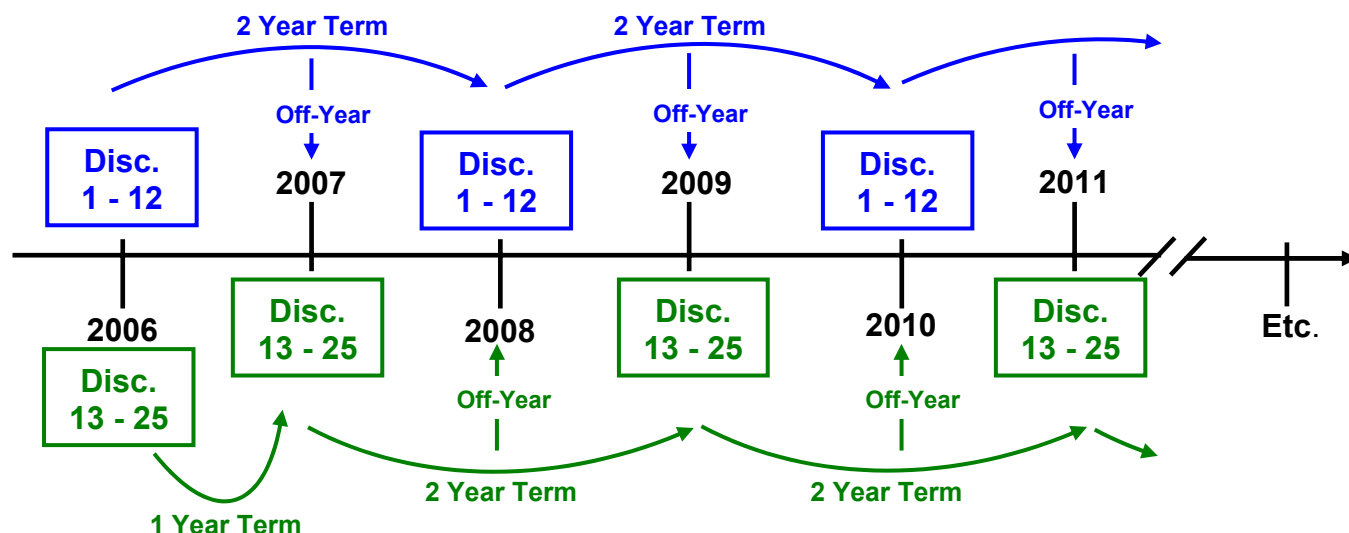 2 Year Term
2 Year Term
Off-Year
Off-Year
Off-Year
Disc.
1 - 12
2007
Disc.
1 - 12
2009
Disc.
1 - 12
2011
2006
Disc.
13 - 25
Disc.
13 - 25
2008
Disc.
13 - 25
2010
Disc.
13 - 25
Etc.
Off-Year
Off-Year
1 Year Term
2 Year Term
2 Year Term